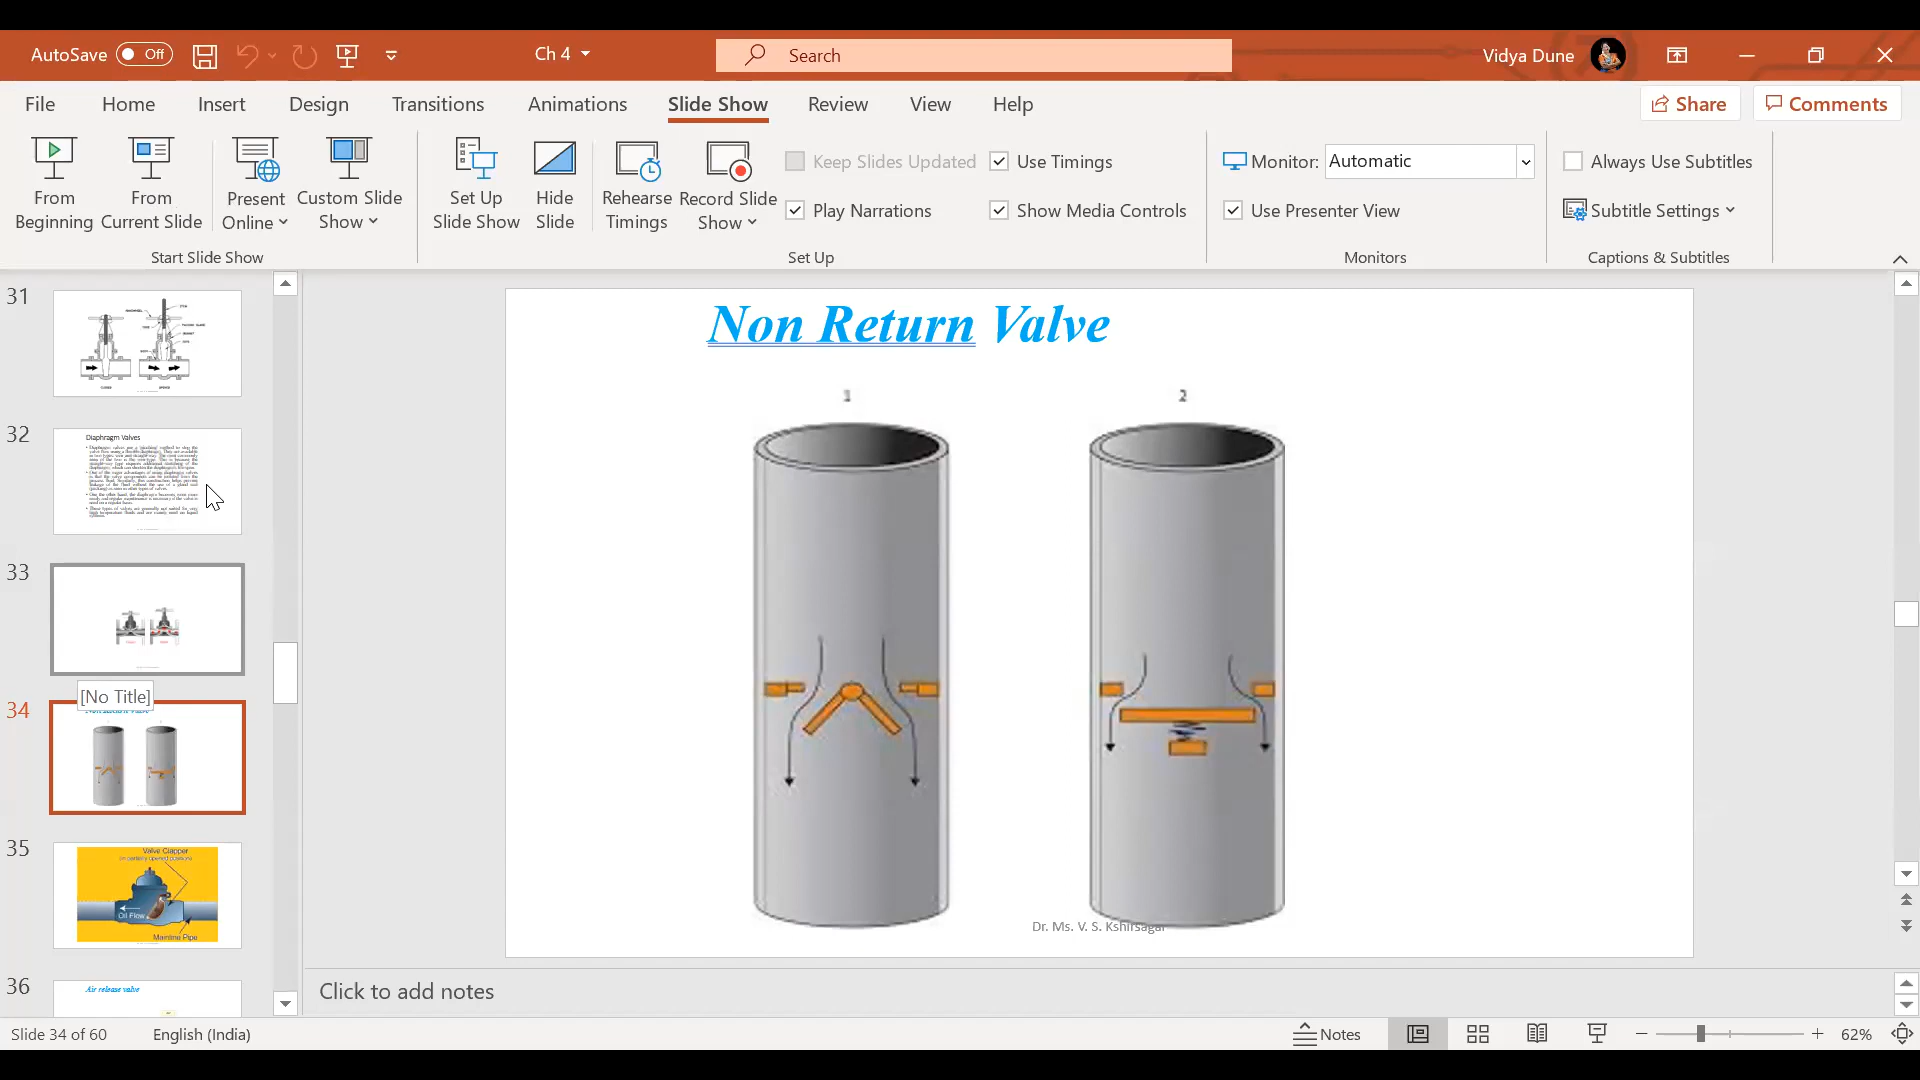 AutoSave Off
Ch 4
Search
Vidya Dune
File Home Insert Design Transitions Animations Slide Show Review View Help
Share
Comments
From Beginning
From Current Slide
Present Online
Custom Slide Show
Start Slide Show
Set Up Slide Show
Hide Slide
Rehearse Timings
Record Slide Show
Keep Slides Updated
Play Narrations
Use Timings
Show Media Controls
Set Up
Monitor: Automatic
Use Presenter View
Monitors
Always Use Subtitles
Subtitle Settings
Captions & Subtitles
31
32
Diaphragm Valves
33
[No Title]
34
35
Valve Clapper
Oil Flow
Mainline Pipe
36
Air release valve
Non Return Valve
1
2
Dr. Ms. V. S. Kshirsagar
Click to add notes
Slide 34 of 60
English (India)
Notes
62%